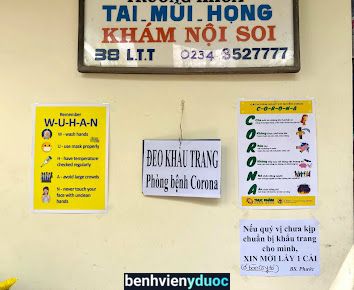 TRƯỞNG KHOA
TAI-MŨI-HỌNG
KHÁM NỘI SOI
38 L.T.T 0234 3527777
Remember
W-U-H-A-N
W - wash hands
U - use mask properly
H - have temperature
checked regularly
A - avoid large crowds
N - never touch your
face with unclean
hands
ĐEO KHẨU TRANG
Phòng bệnh Corona
C-O-R-O-N-A
C
O
R
O
N
A
Nếu quý vị chưa kịp
chuẩn bị khẩu trang
cho mình,
XIN MỜI LẤY 1 CÁI
BS. Phước
benhvienyduoc